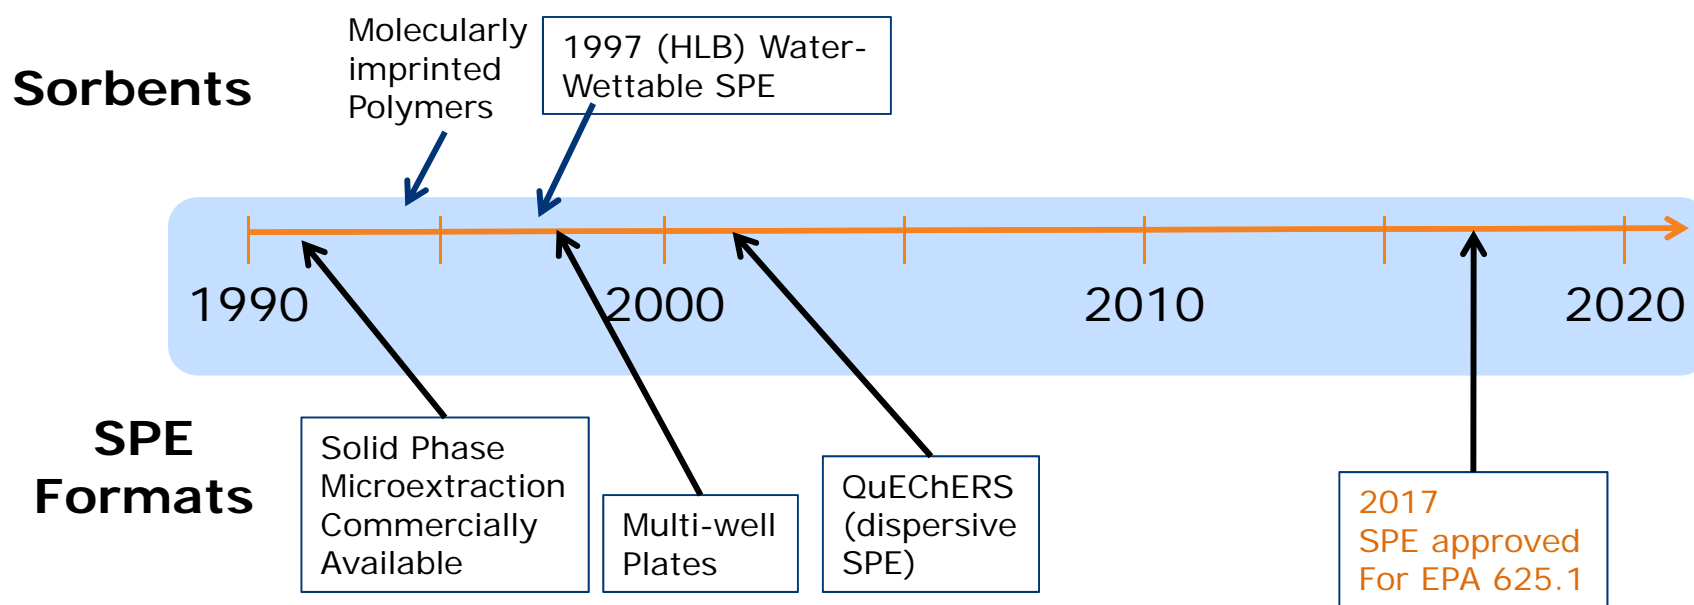 Sorbents
Molecularly
imprinted
Polymers
1997 (HLB) Water-
Wettable SPE
1990
2000
2010
2020
SPE
Formats
Solid Phase
Microextraction
Commercially
Available
Multi-well
Plates
QuEChERS
(dispersive
SPE)
2017
SPE approved
For EPA 625.1